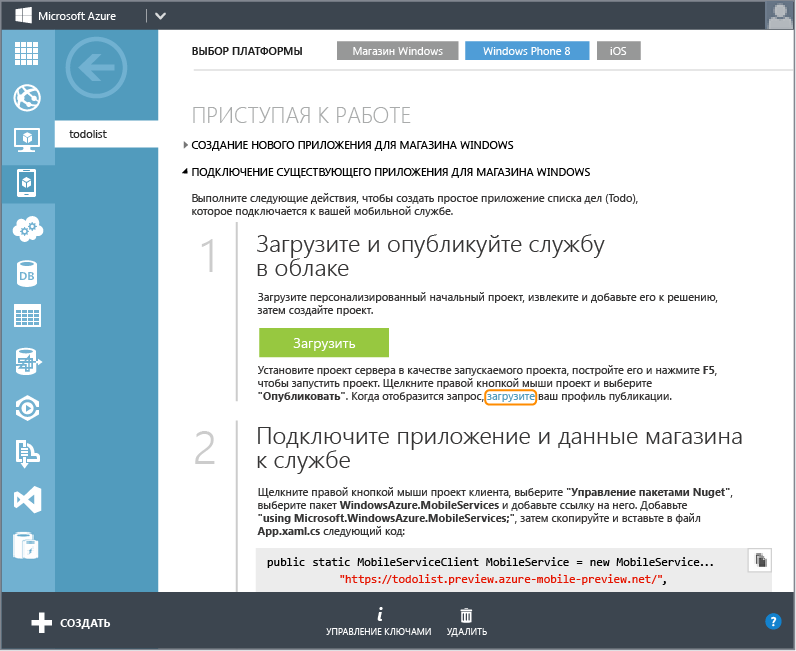 Microsoft Azure
ВЫБОР ПЛАТФОРМЫ
Магазин Windows
Windows Phone 8
iOS
todolist
ПРИСТУПАЯ К РАБОТЕ
СОЗДАНИЕ НОВОГО ПРИЛОЖЕНИЯ ДЛЯ МАГАЗИНА WINDOWS
ПОДКЛЮЧЕНИЕ СУЩЕСТВУЮЩЕГО ПРИЛОЖЕНИЯ ДЛЯ МАГАЗИНА WINDOWS
Выполните следующие действия, чтобы создать простое приложение списка дел (Todo),
которое подключается к вашей мобильной службе.
1
Загрузите и опубликуйте службу
в облаке
Загрузите персонализированный начальный проект, извлеките и добавьте его к решению,
затем создайте проект.
Загрузить
Установите проект сервера в качестве запускаемого проекта, постройте его и нажмите F5,
чтобы запустить проект. Щелкните правой кнопкой мыши проект и выберите
"Опубликовать". Когда отобразится запрос, загрузите ваш профиль публикации.
DB
2
Подключите приложение и данные магазина
к службе
Щелкните правой кнопкой мыши проект клиента, выберите "Управление пакетами Nuget",
выберите пакет WindowsAzure.MobileServices и добавьте ссылку на него. Добавьте
"using Microsoft.WindowsAzure.MobileServices;", затем скопируйте и вставьте в файл
App.xaml.cs следующий код:
public static MobileServiceClient MobileService = new MobileService...
"https://todolist.preview.azure-mobile-preview.net/",
СОЗДАТЬ
УПРАВЛЕНИЕ КЛЮЧАМИ
УДАЛИТЬ
?